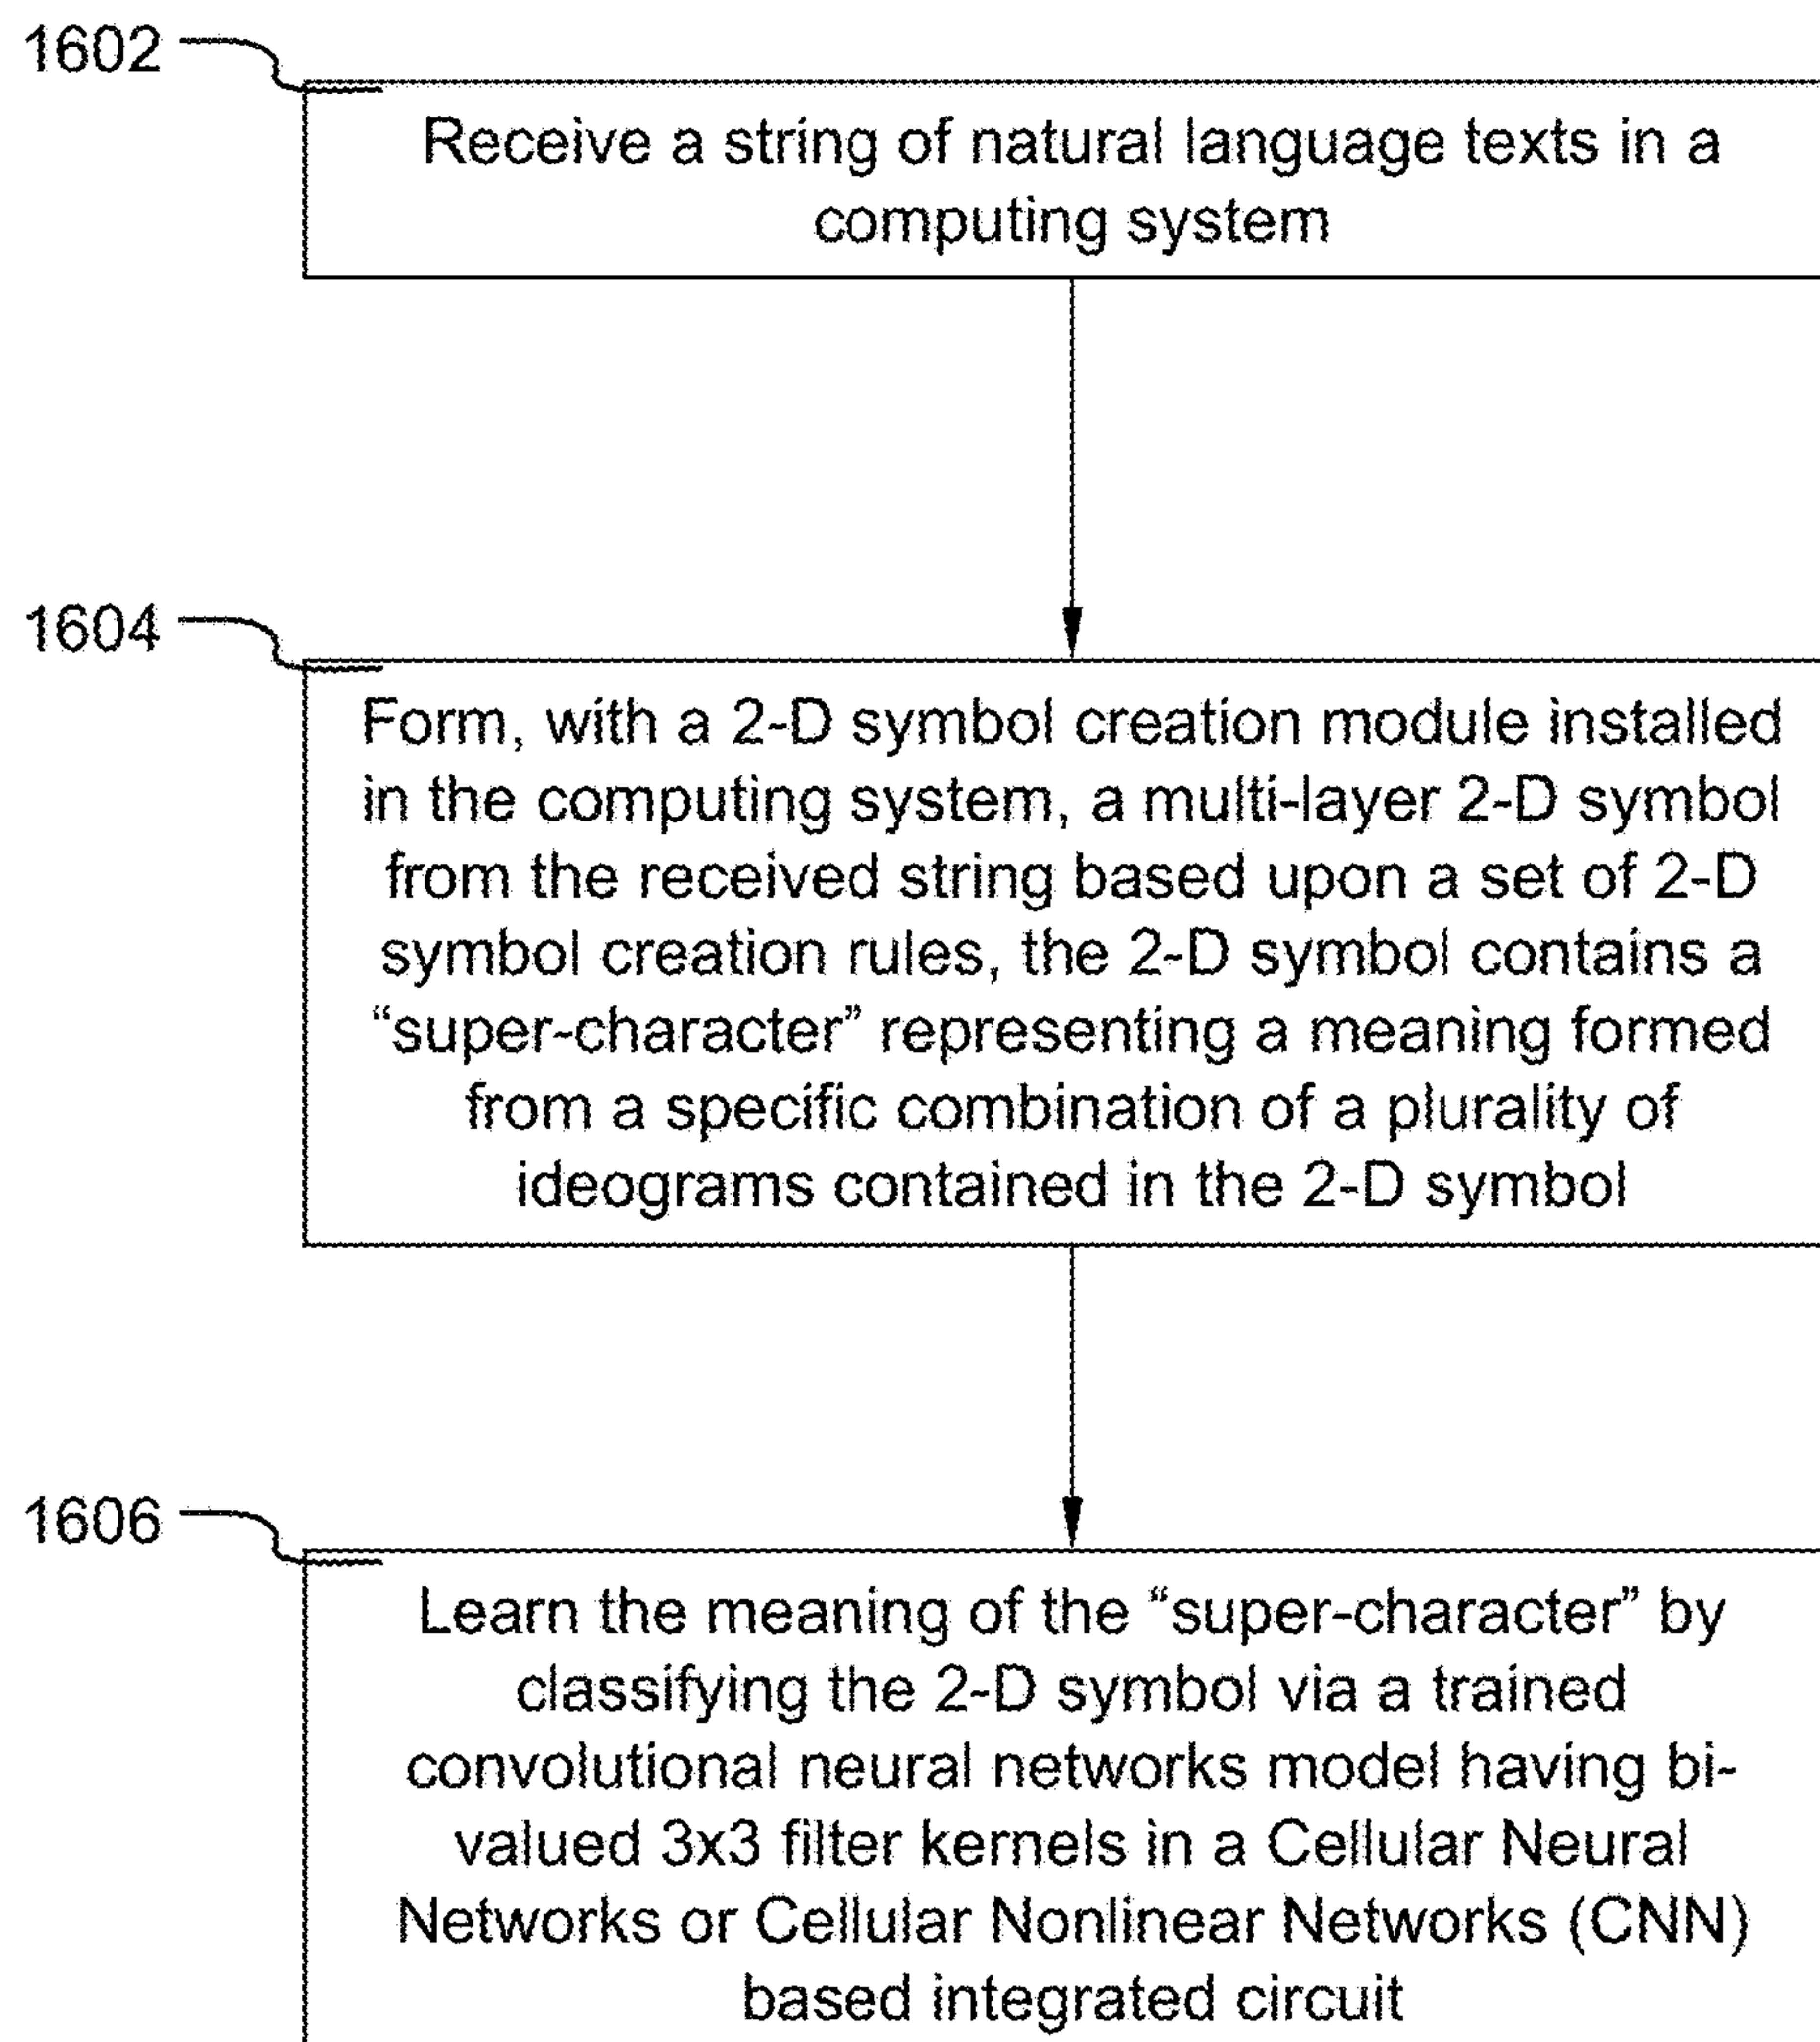 1602
Receive a string of natural language texts in a
computing system
1604
Form, with a 2-D symbol creation module installed
in the computing system, a multi-layer 2-D symbol
from the received string based upon a set of 2-D
symbol creation rules, the 2-D symbol contains a
“super-character” representing a meaning formed
from a specific combination of a plurality of
ideograms contained in the 2-D symbol
1606
Learn the meaning of the “super-character” by
classifying the 2-D symbol via a trained
convolutional neural networks model having bi-
valued 3x3 filter kernels in a Cellular Neural
Networks or Cellular Nonlinear Networks (CNN)
based integrated circuit